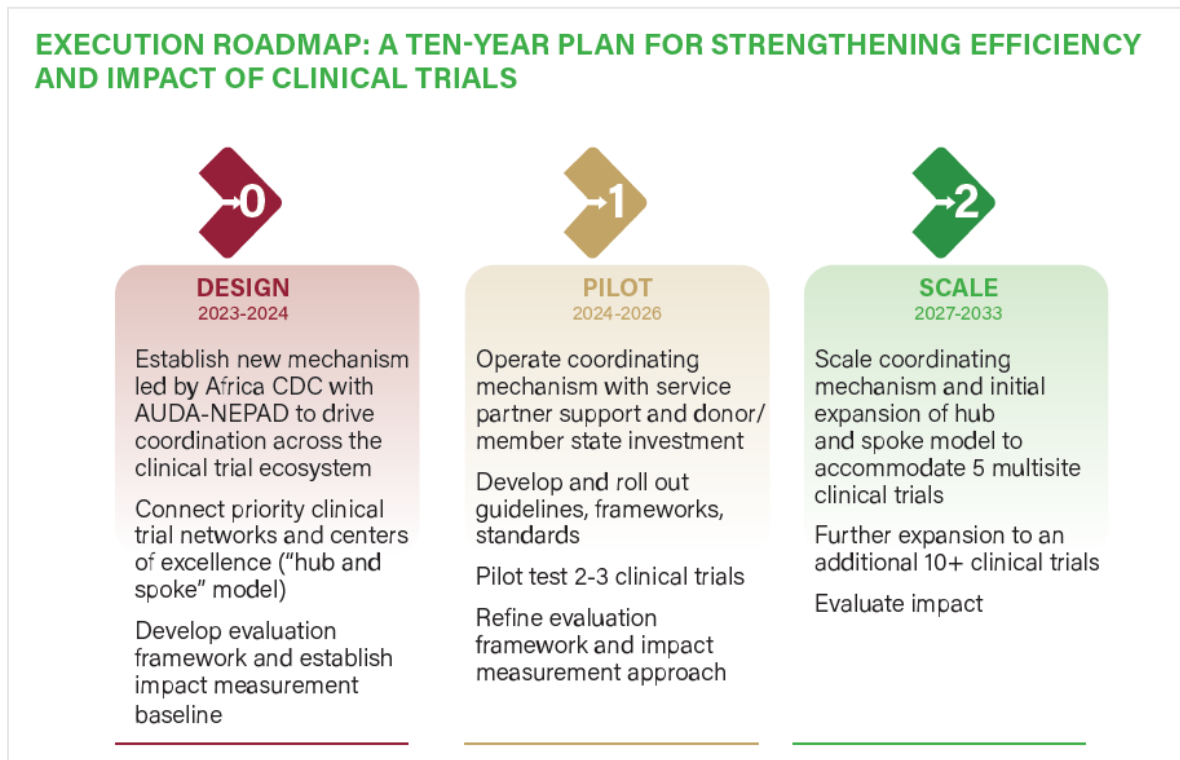 EXECUTION ROADMAP: A TEN-YEAR PLAN FOR STRENGTHENING EFFICIENCY
AND IMPACT OF CLINICAL TRIALS
0
DESIGN
2023-2024
Establish new mechanism
led by Africa CDC with
AUDA-NEPAD to drive
coordination across the
clinical trial ecosystem
Connect priority clinical
trial networks and centers
of excellence (“hub and
spoke” model)
Develop evaluation
framework and establish
impact measurement
baseline
1
PILOT
2024-2026
Operate coordinating
mechanism with service
partner support and donor/
member state investment
Develop and roll out
guidelines, frameworks,
standards
Pilot test 2-3 clinical trials
Refine evaluation
framework and impact
measurement approach
2
SCALE
2027-2033
Scale coordinating
mechanism and initial
expansion of hub
and spoke model to
accommodate 5 multisite
clinical trials
Further expansion to an
additional 10+ clinical trials
Evaluate impact